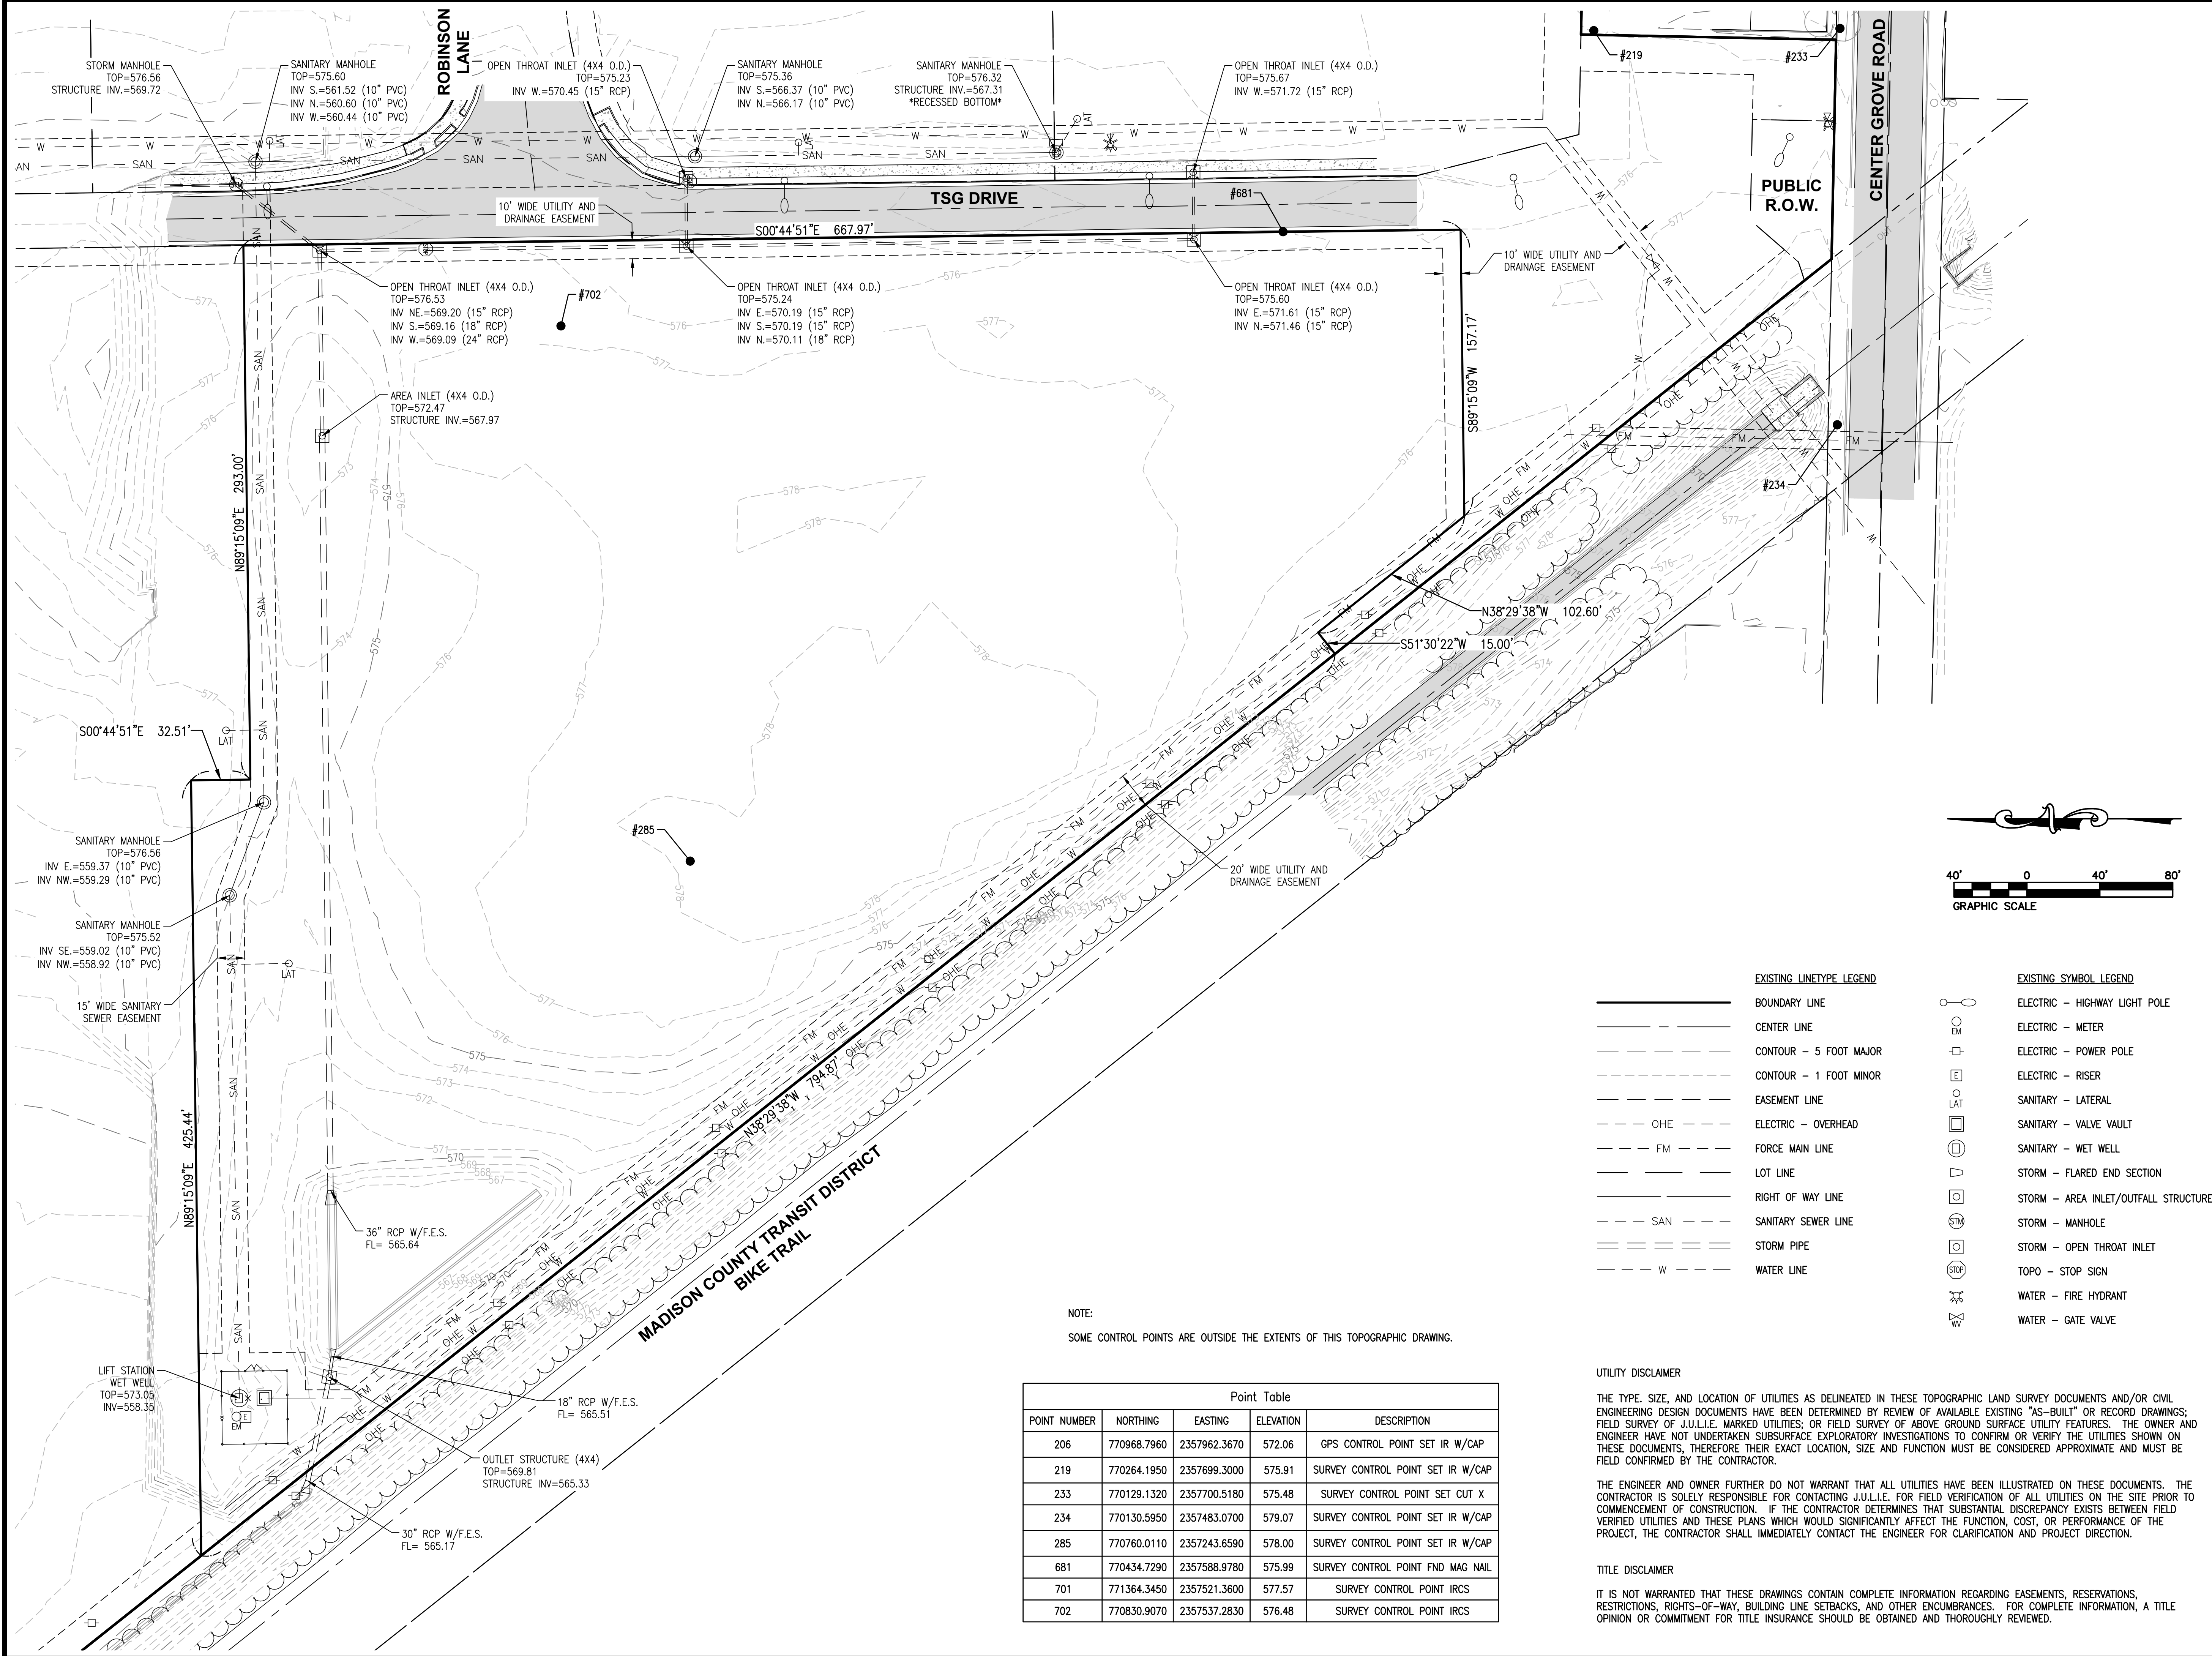 ROBINSON
LANE
STORM MANHOLE
TOP=576.56
STRUCTURE INV.=569.72
SANITARY MANHOLE
TOP=575.60
INV S.=561.52 (10" PVC)
INV N.=560.60 (10" PVC)
INV W.=560.44 (10" PVC)
OPEN THROAT INLET (4X4 O.D.)
TOP=575.23
INV W.=570.45 (15" RCP)
SANITARY MANHOLE
TOP=575.36
INV S.=566.37 (10" PVC)
INV N.=566.17 (10" PVC)
SANITARY MANHOLE
TOP=576.32
STRUCTURE INV.=567.31
*RECESSED BOTTOM*
OPEN THROAT INLET (4X4 O.D.)
TOP=575.67
INV W.=571.72 (15" RCP)
#219
#233
CENTER GROVE ROAD
PUBLIC
R.O.W.
TSG DRIVE
#681
10' WIDE UTILITY AND
DRAINAGE EASEMENT
S00°44'51"E 667.97'
10' WIDE UTILITY AND
DRAINAGE EASEMENT
OPEN THROAT INLET (4X4 O.D.)
TOP=576.53
INV NE.=569.20 (15" RCP)
INV S.=569.16 (18" RCP)
INV W.=569.09 (24" RCP)
#702
OPEN THROAT INLET (4X4 O.D.)
TOP=575.24
INV E.=570.19 (15" RCP)
INV S.=570.19 (15" RCP)
INV N.=570.11 (18" RCP)
OPEN THROAT INLET (4X4 O.D.)
TOP=575.60
INV E.=571.61 (15" RCP)
INV N.=571.46 (15" RCP)
S89°15'09"W 157.17'
AREA INLET (4X4 O.D.)
TOP=572.47
STRUCTURE INV.=567.97
N89°15'09"E 293.00'
#234
N38°29'38"W 102.60'
S51°30'22"W 15.00'
S00°44'51"E 32.51'
LAT
SANITARY MANHOLE
TOP=576.56
INV E.=559.37 (10" PVC)
INV NW.=559.29 (10" PVC)
#285
20' WIDE UTILITY AND
DRAINAGE EASEMENT
SANITARY MANHOLE
TOP=575.52
INV SE.=559.02 (10" PVC)
INV NW.=558.92 (10" PVC)
LAT
15' WIDE SANITARY
SEWER EASEMENT
N89°15'09"E 425.44'
N38°29'38"W 794.87'
MADISON COUNTY TRANSIT DISTRICT
BIKE TRAIL
36" RCP W/F.E.S.
FL= 565.64
LIFT STATION
WET WELL
TOP=573.05
INV=558.35
EM
E
18" RCP W/F.E.S.
FL= 565.51
OUTLET STRUCTURE (4X4)
TOP=569.81
STRUCTURE INV=565.33
30" RCP W/F.E.S.
FL= 565.17
40' 0 40' 80'
GRAPHIC SCALE
EXISTING LINETYPE LEGEND
BOUNDARY LINE
CENTER LINE
CONTOUR - 5 FOOT MAJOR
CONTOUR - 1 FOOT MINOR
EASEMENT LINE
OHE ELECTRIC - OVERHEAD
FM FORCE MAIN LINE
LOT LINE
RIGHT OF WAY LINE
SAN SANITARY SEWER LINE
STORM PIPE
W WATER LINE
EXISTING SYMBOL LEGEND
ELECTRIC - HIGHWAY LIGHT POLE
EM ELECTRIC - METER
ELECTRIC - POWER POLE
E ELECTRIC - RISER
LAT SANITARY - LATERAL
SANITARY - VALVE VAULT
SANITARY - WET WELL
STORM - FLARED END SECTION
STORM - AREA INLET/OUTFALL STRUCTURE
STM STORM - MANHOLE
STORM - OPEN THROAT INLET
STOP TOPO - STOP SIGN
WATER - FIRE HYDRANT
WV WATER - GATE VALVE
NOTE:
SOME CONTROL POINTS ARE OUTSIDE THE EXTENTS OF THIS TOPOGRAPHIC DRAWING.
Point Table
POINT NUMBER NORTHING EASTING ELEVATION DESCRIPTION
206 770968.7960 2357962.3670 572.06 GPS CONTROL POINT SET IR W/CAP
219 770264.1950 2357699.3000 575.91 SURVEY CONTROL POINT SET IR W/CAP
233 770129.1320 2357700.5180 575.48 SURVEY CONTROL POINT SET CUT X
234 770130.5950 2357483.0700 579.07 SURVEY CONTROL POINT SET IR W/CAP
285 770760.0110 2357243.6590 578.00 SURVEY CONTROL POINT SET IR W/CAP
681 770434.7290 2357588.9780 575.99 SURVEY CONTROL POINT FND MAG NAIL
701 771364.3450 2357521.3600 577.57 SURVEY CONTROL POINT IRCS
702 770830.9070 2357537.2830 576.48 SURVEY CONTROL POINT IRCS
UTILITY DISCLAIMER
THE TYPE. SIZE, AND LOCATION OF UTILITIES AS DELINEATED IN THESE TOPOGRAPHIC LAND SURVEY DOCUMENTS AND/OR CIVIL
ENGINEERING DESIGN DOCUMENTS HAVE BEEN DETERMINED BY REVIEW OF AVAILABLE EXISTING "AS-BUILT" OR RECORD DRAWINGS;
FIELD SURVEY OF J.U.L.I.E. MARKED UTILITIES; OR FIELD SURVEY OF ABOVE GROUND SURFACE UTILITY FEATURES. THE OWNER AND
ENGINEER HAVE NOT UNDERTAKEN SUBSURFACE EXPLORATORY INVESTIGATIONS TO CONFIRM OR VERIFY THE UTILITIES SHOWN ON
THESE DOCUMENTS, THEREFORE THEIR EXACT LOCATION, SIZE AND FUNCTION MUST BE CONSIDERED APPROXIMATE AND MUST BE
FIELD CONFIRMED BY THE CONTRACTOR.
THE ENGINEER AND OWNER FURTHER DO NOT WARRANT THAT ALL UTILITIES HAVE BEEN ILLUSTRATED ON THESE DOCUMENTS. THE
CONTRACTOR IS SOLELY RESPONSIBLE FOR CONTACTING J.U.L.I.E. FOR FIELD VERIFICATION OF ALL UTILITIES ON THE SITE PRIOR TO
COMMENCEMENT OF CONSTRUCTION. IF THE CONTRACTOR DETERMINES THAT SUBSTANTIAL DISCREPANCY EXISTS BETWEEN FIELD
VERIFIED UTILITIES AND THESE PLANS WHICH WOULD SIGNIFICANTLY AFFECT THE FUNCTION, COST, OR PERFORMANCE OF THE
PROJECT, THE CONTRACTOR SHALL IMMEDIATELY CONTACT THE ENGINEER FOR CLARIFICATION AND PROJECT DIRECTION.
TITLE DISCLAIMER
IT IS NOT WARRANTED THAT THESE DRAWINGS CONTAIN COMPLETE INFORMATION REGARDING EASEMENTS, RESERVATIONS,
RESTRICTIONS, RIGHTS-OF-WAY, BUILDING LINE SETBACKS, AND OTHER ENCUMBRANCES. FOR COMPLETE INFORMATION, A TITLE
OPINION OR COMMITMENT FOR TITLE INSURANCE SHOULD BE OBTAINED AND THOROUGHLY REVIEWED.